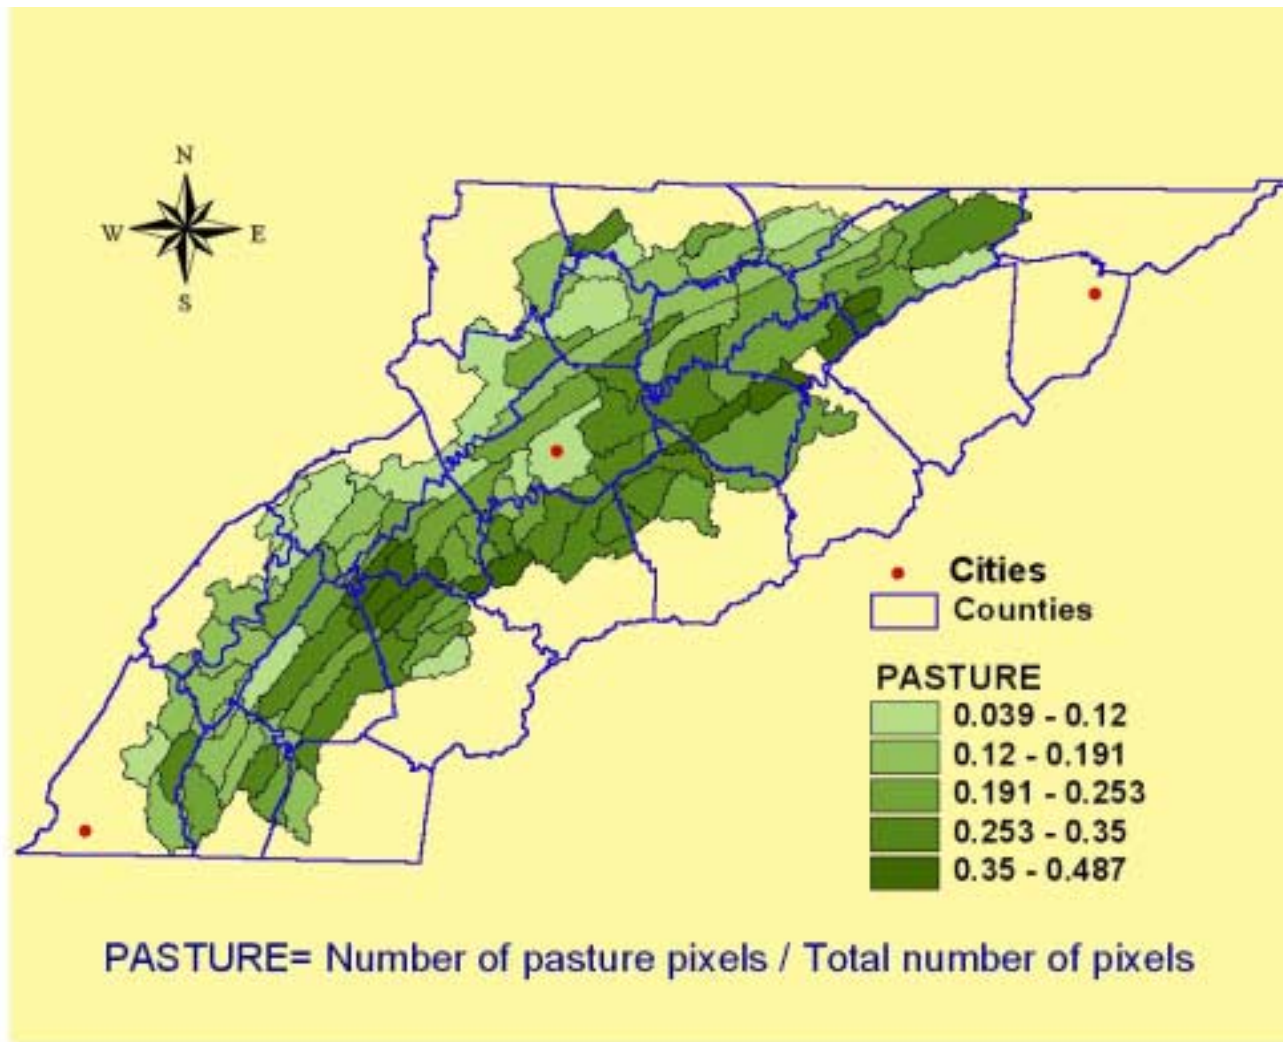 N
W E
S
Cities
Counties
PASTURE
0.039 - 0.12
0.12 - 0.191
0.191 - 0.253
0.253 - 0.35
0.35 - 0.487
PASTURE= Number of pasture pixels / Total number of pixels